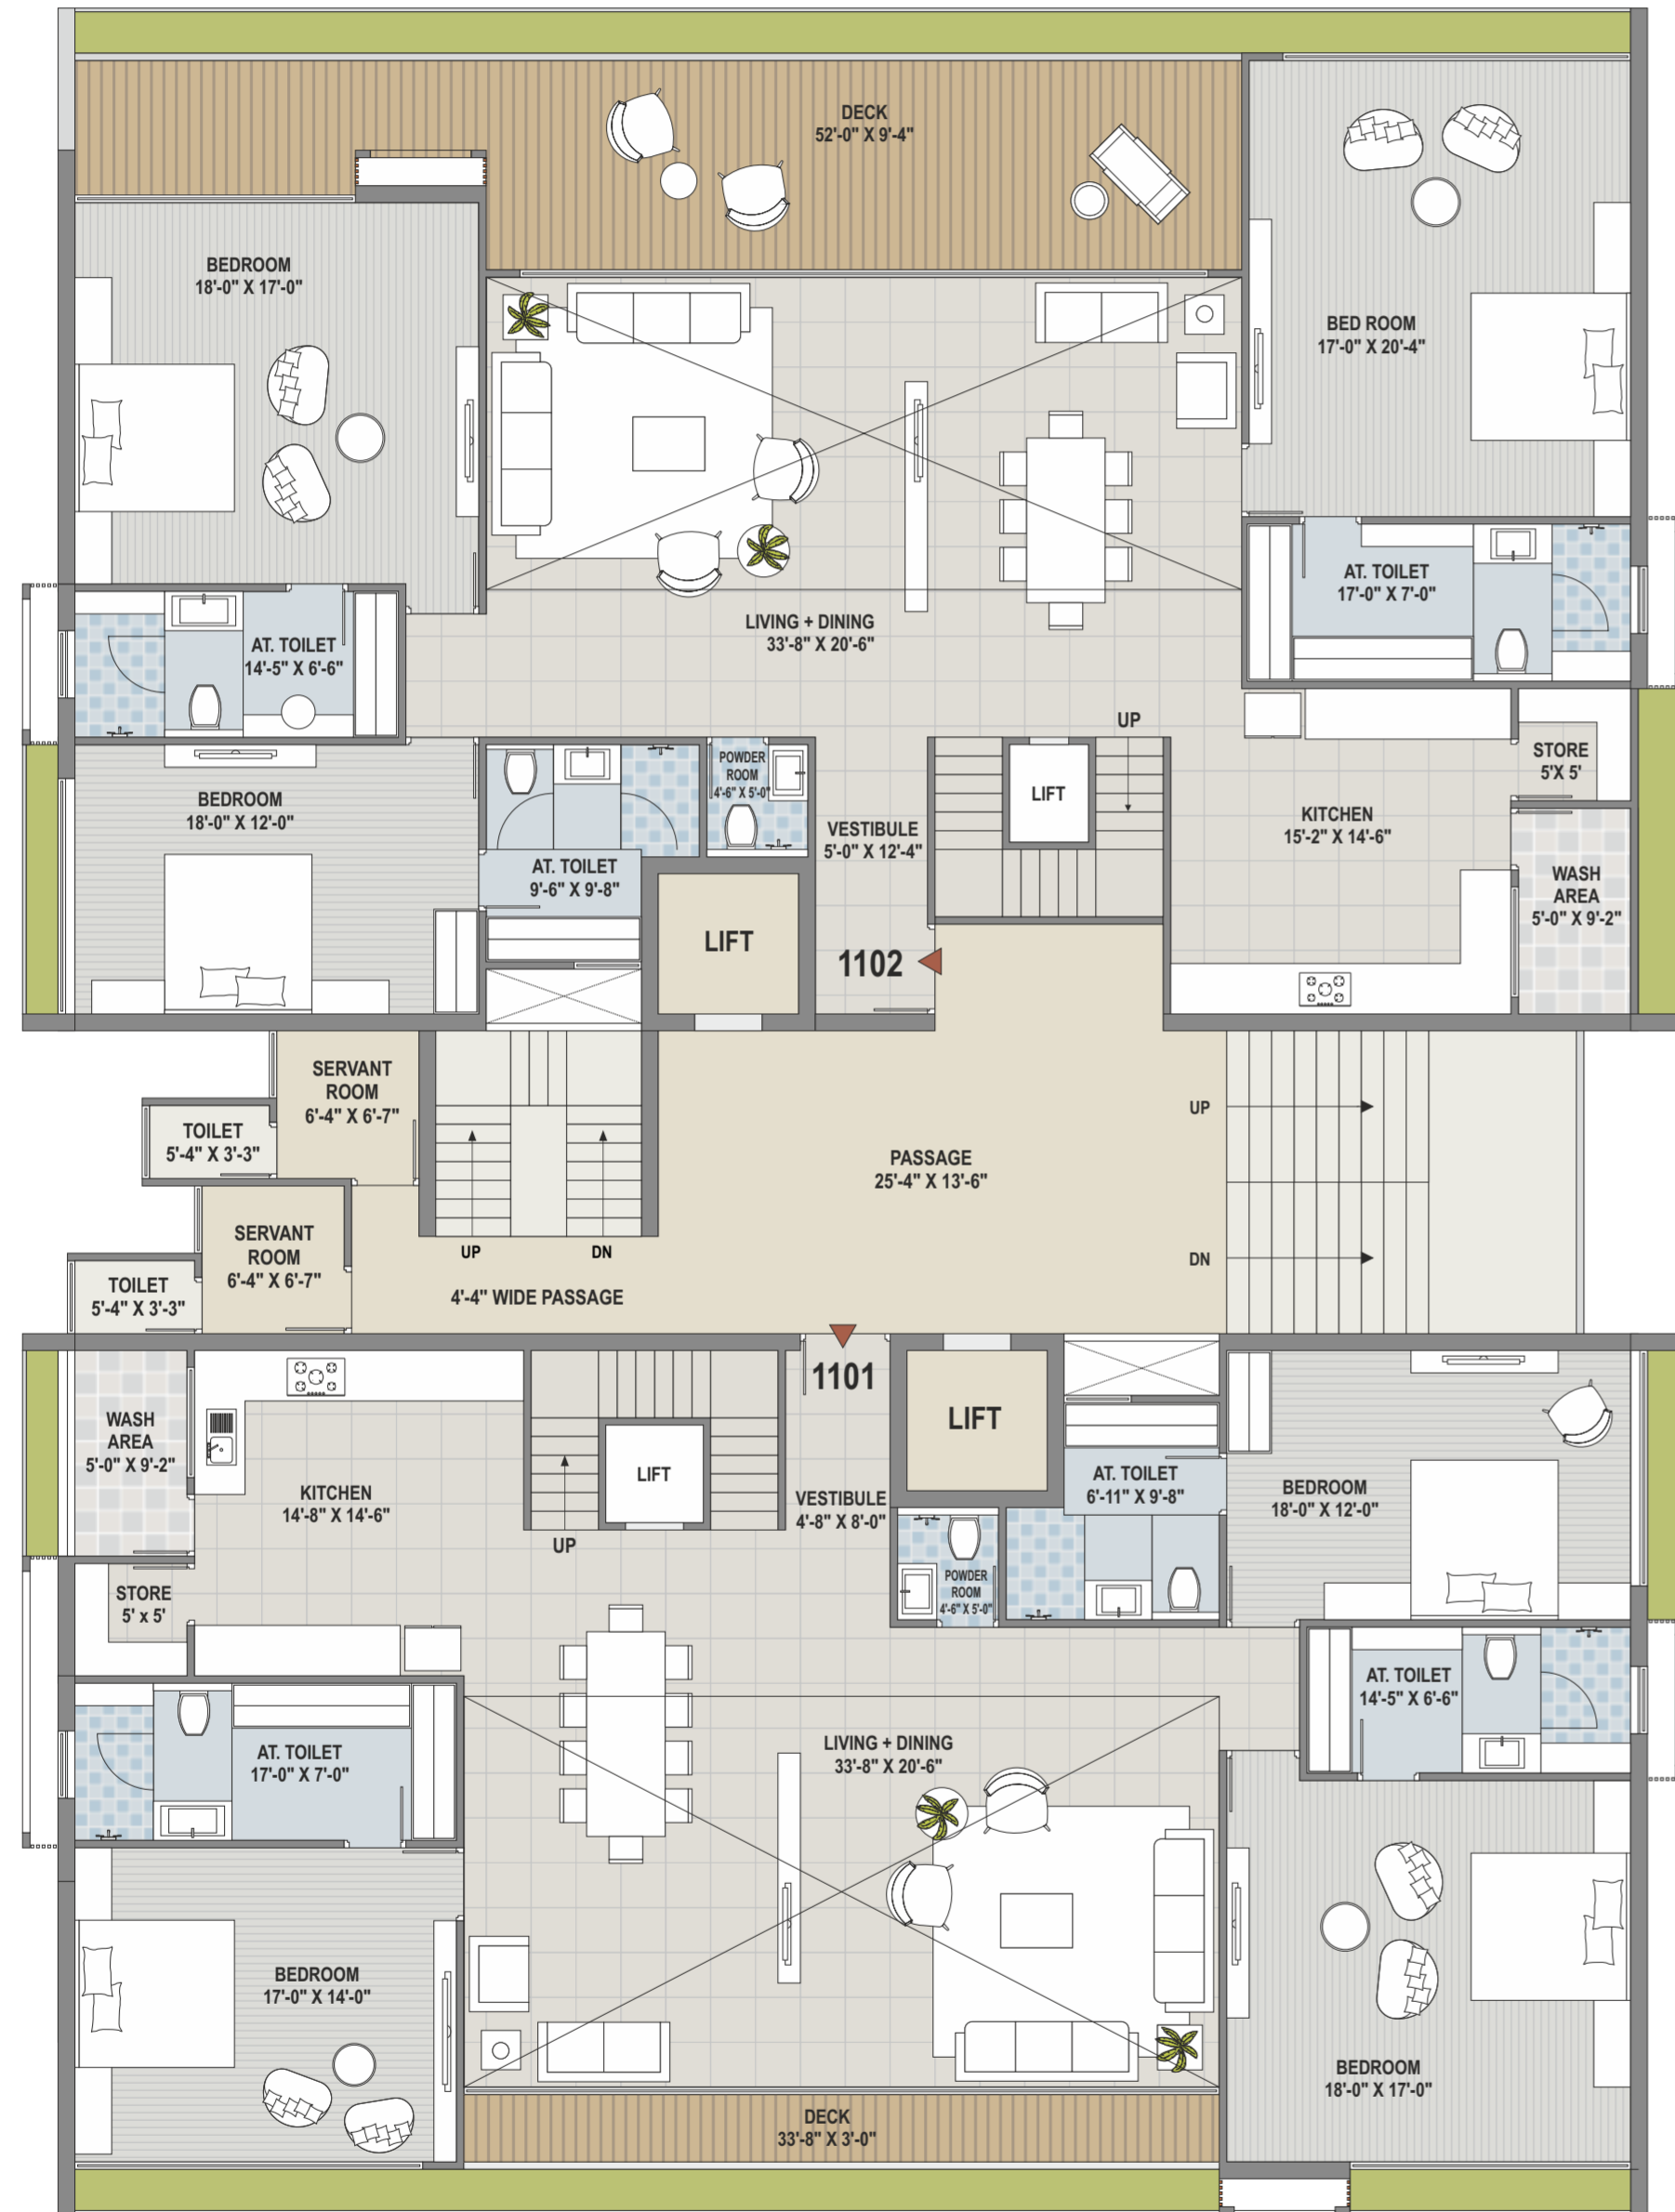 DECK
52'-0" X 9'-4"
BEDROOM
18'-0" X 17'-0"
BED ROOM
17'-0" X 20'-4"
AT. TOILET
17'-0" X 7'-0"
LIVING + DINING
33'-8" X 20'-6"
AT. TOILET
14'-5" X 6'-6"
UP
LIFT
STORE
5'X 5'
POWDER
ROOM
4'-6" X 5'-0"
BEDROOM
18'-0" X 12'-0"
VESTIBULE
5'-0" X 12'-4"
KITCHEN
15'-2" X 14'-6"
AT. TOILET
9'-6" X 9'-8"
WASH
AREA
5'-0" X 9'-2"
LIFT
1102
SERVANT
ROOM
6'-4" X 6'-7"
TOILET
5'-4" X 3'-3"
UP
PASSAGE
25'-4" X 13'-6"
SERVANT
ROOM
6'-4" X 6'-7"
UP
DN
DN
TOILET
5'-4" X 3'-3"
4'-4" WIDE PASSAGE
1101
WASH
AREA
5'-0" X 9'-2"
LIFT
LIFT
KITCHEN
14'-8" X 14'-6"
VESTIBULE
4'-8" X 8'-0"
AT. TOILET
6'-11" X 9'-8"
BEDROOM
18'-0" X 12'-0"
UP
STORE
5' x 5'
POWDER
ROOM
4'-6" X 5'-0"
AT. TOILET
14'-5" X 6'-6"
AT. TOILET
17'-0" X 7'-0"
LIVING + DINING
33'-8" X 20'-6"
BEDROOM
17'-0" X 14'-0"
BEDROOM
18'-0" X 17'-0"
DECK
33'-8" X 3'-0"